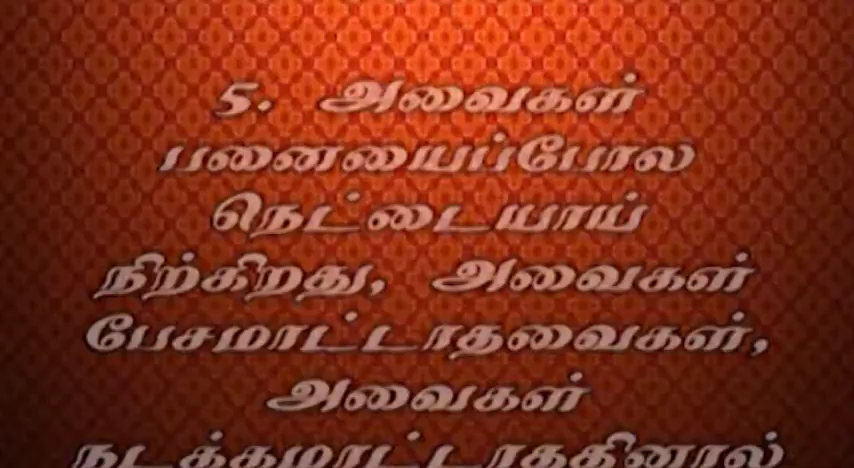 5. அவைகள்
பனையைப்போல
நெட்டையாய்
நிற்கிறது, அவைகள்
பேசமாட்டாதவைகள்,
அவைகள்
நடக்கமாட்டாததினால்